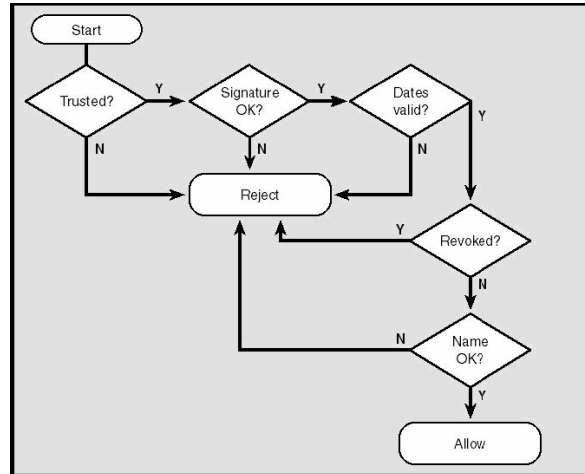 Start
Trusted?
Y
Signature
OK?
Y
Dates
valid?
Y
N
N
N
Reject
Y
Revoked?
N
N
Name
OK?
Y
Allow